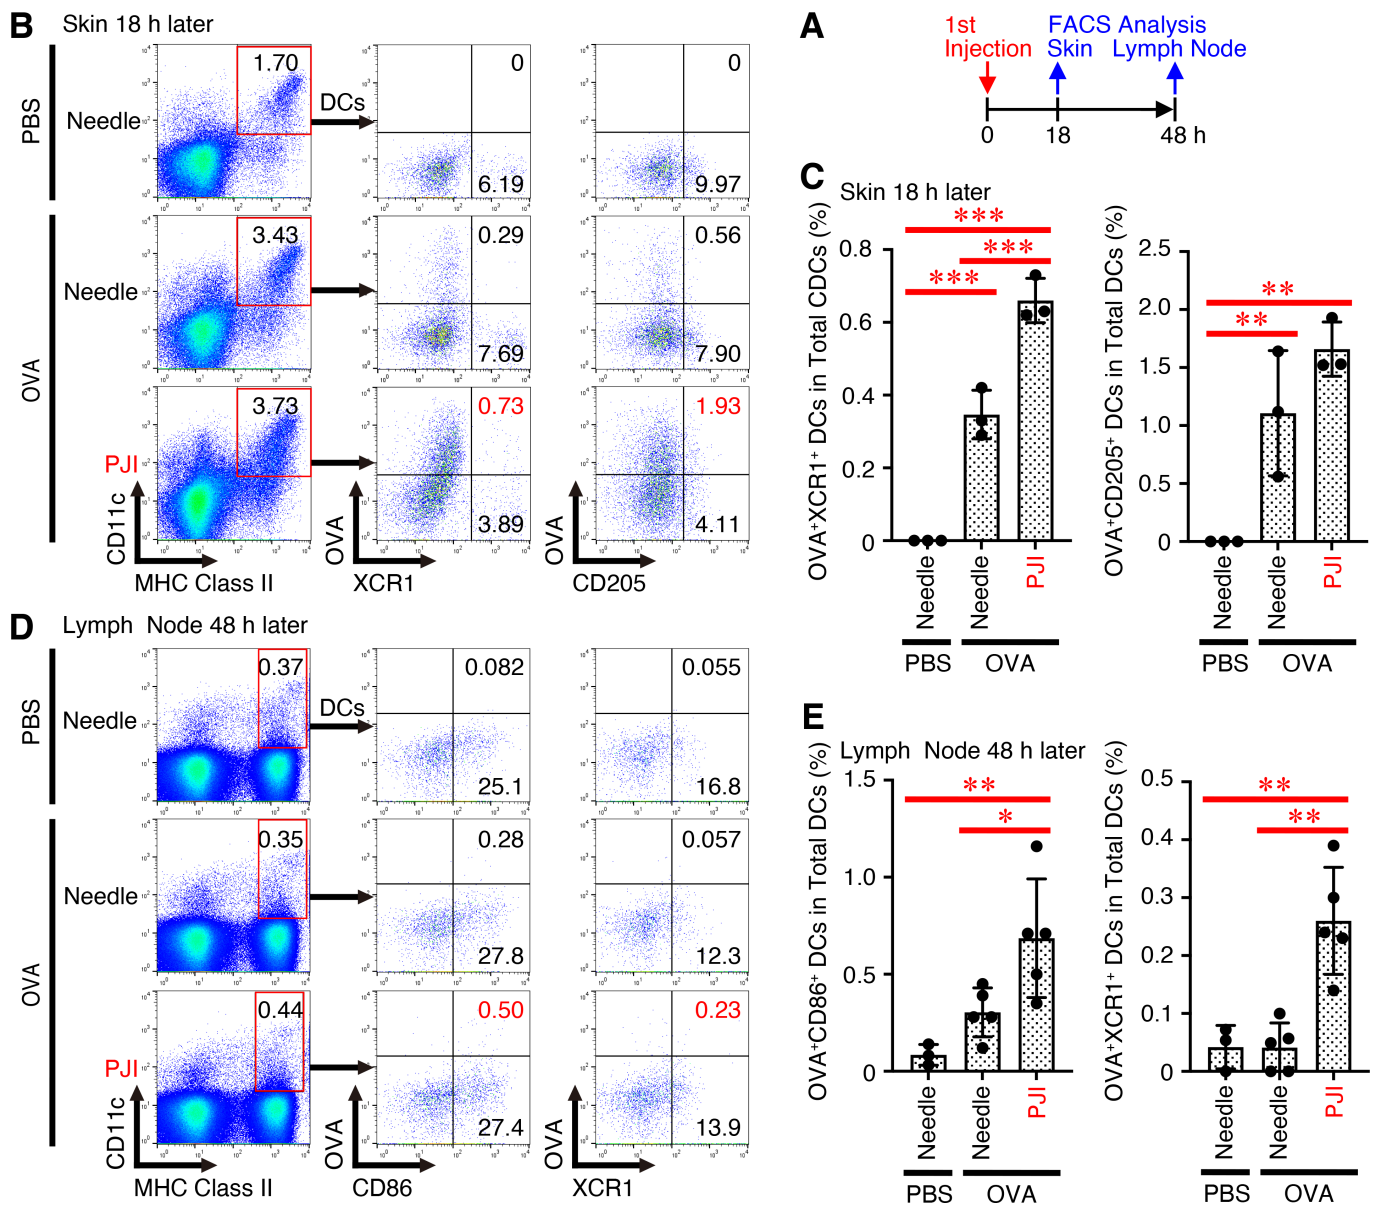 B Skin 18 h later
PBS
Needle
1.70
DCs
0
6.19
0
9.97
OVA
Needle
3.43
0.29
7.69
0.56
7.90
PJI
3.73
0.73
3.89
1.93
4.11
CD11c
MHC Class II
OVA
XCR1
OVA
CD205
A
1st
Injection
FACS Analysis
Skin Lymph Node
0 18 48 h
C Skin 18 h later
OVA⁺XCR1⁺ DCs in Total CDCs (%)
***
***
***
0.8
0.6
0.4
0.2
0
Needle
Needle
PJI
PBS OVA
OVA⁺CD205⁺ DCs in Total DCs (%)
**
**
2.5
2.0
1.5
1.0
0.5
0
Needle
Needle
PJI
PBS OVA
D Lymph Node 48 h later
PBS
Needle
0.37
DCs
0.082
25.1
0.055
16.8
OVA
Needle
0.35
0.28
27.8
0.057
12.3
PJI
0.44
0.50
27.4
0.23
13.9
CD11c
MHC Class II
OVA
CD86
OVA
XCR1
E Lymph Node 48 h later
OVA⁺CD86⁺ DCs in Total DCs (%)
**
*
1.5
1.0
0.5
0
Needle
Needle
PJI
PBS OVA
OVA⁺XCR1⁺ DCs in Total DCs (%)
**
**
0.5
0.4
0.3
0.2
0.1
0
Needle
Needle
PJI
PBS OVA